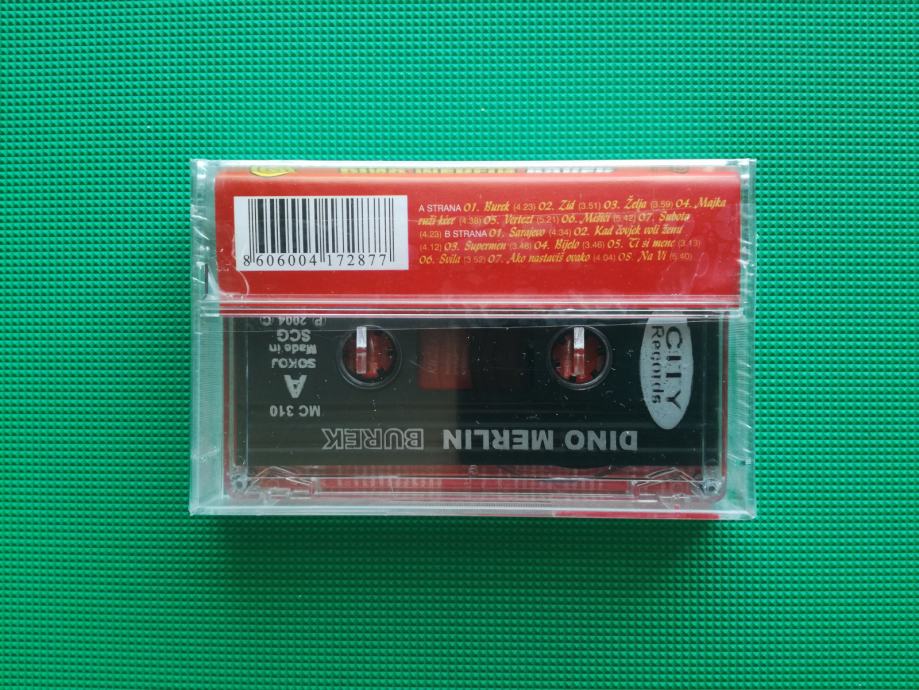 A STRANA 01. Burek (4.23) 02. Zid (3.51) 03. Želja (3.59) 04. Majka
ruži kćer (4.38) 05. Verletzt (5.21) 06. Mešići (5.42) 07. Subota
(4.23) B STRANA 01. Sarajevo (4.34) 02. Kad čovjek voli ženu
(4.12) 03. Supermen (3.48) 04. Bijelo (3.46) 05. Ti si mene (3.13)
06. Svila (3.52) 07. Ako nastaviš ovako (4.04) 08. Na Vi (5.40)
8 606004 172877
CITY
Records
DINO MERLIN BUREK
MC 310
A
SOKOJ
Made in
SCG
P. 2004 C